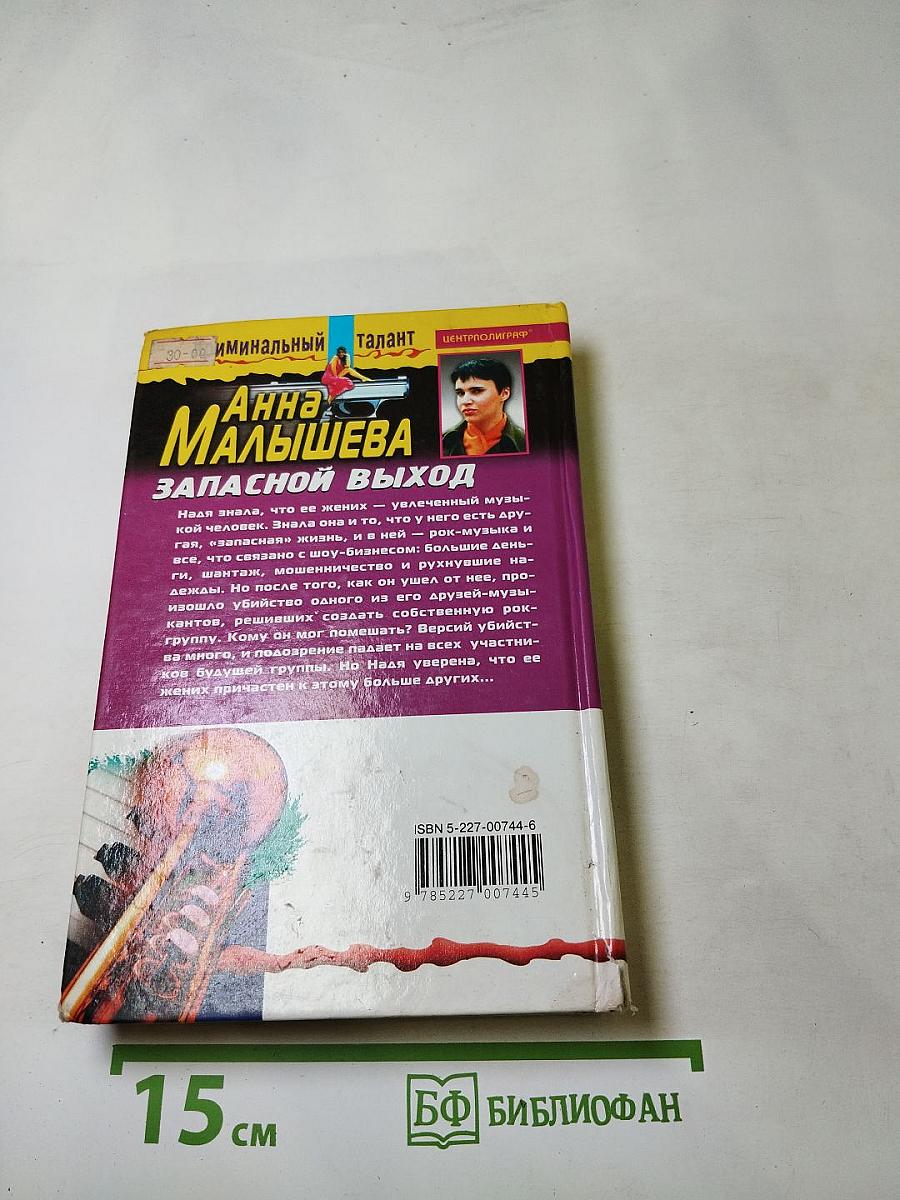 30-00
иминальный талант
ЦЕНТРПОЛИГРАФ®
Анна
МАЛЫШЕВА
ЗАПАСНОЙ ВЫХОД
Надя знала, что ее жених — увлеченный музы-
кой человек. Знала она и то, что у него есть дру-
гая, «запасная» жизнь, и в ней — рок-музыка и
все, что связано с шоу-бизнесом: большие день-
ги, шантаж, мошенничество и рухнувшие на-
дежды. Но после того, как он ушел от нее, про-
изошло убийство одного из его друзей-музы-
кантов, решивших создать собственную рок-
группу. Кому он мог помешать? Версий убийст-
ва много, и подозрение падает на всех участни-
ков будущей группы. Но Надя уверена, что ее
жених причастен к этому больше других...
ISBN 5-227-00744-6
9 785227 007445
15 см
БФ БИБЛИОФАН